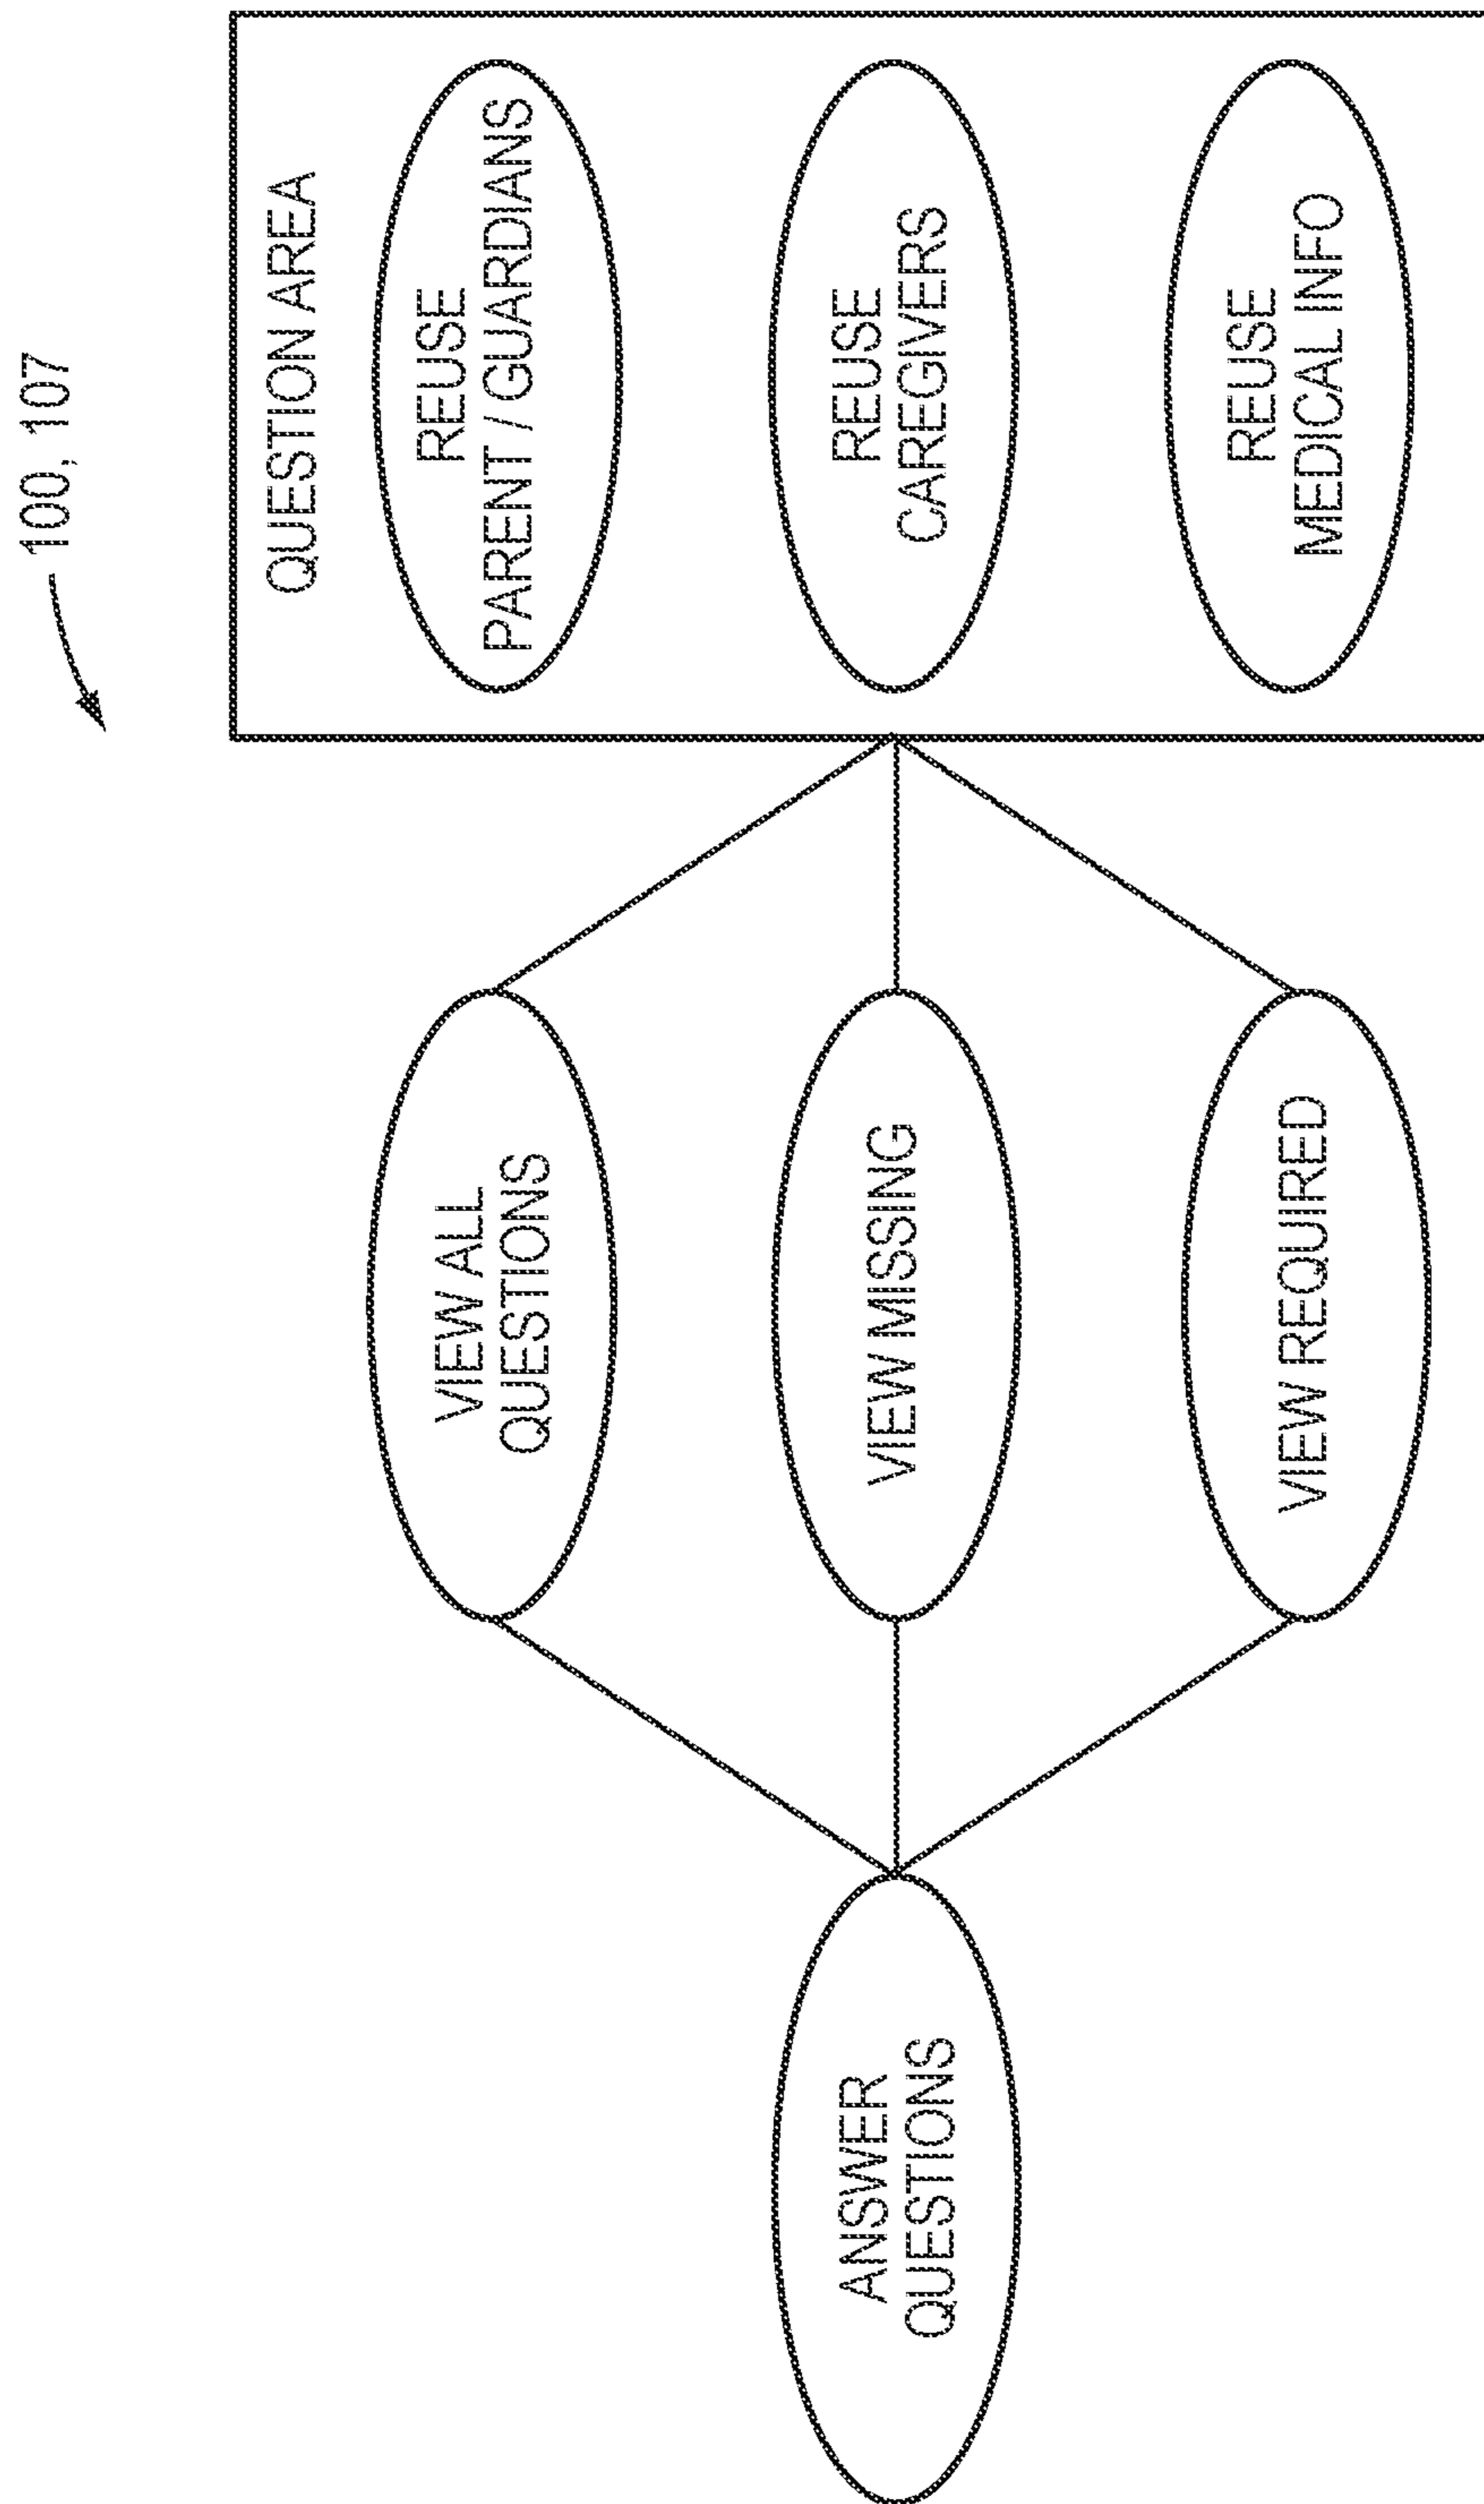 100, 107
ANSWER
QUESTIONS
VIEW ALL
QUESTIONS
VIEW MISSING
VIEW REQUIRED
QUESTION AREA
REUSE
PARENT / GUARDIANS
REUSE
CAREGIVERS
REUSE
MEDICAL INFO